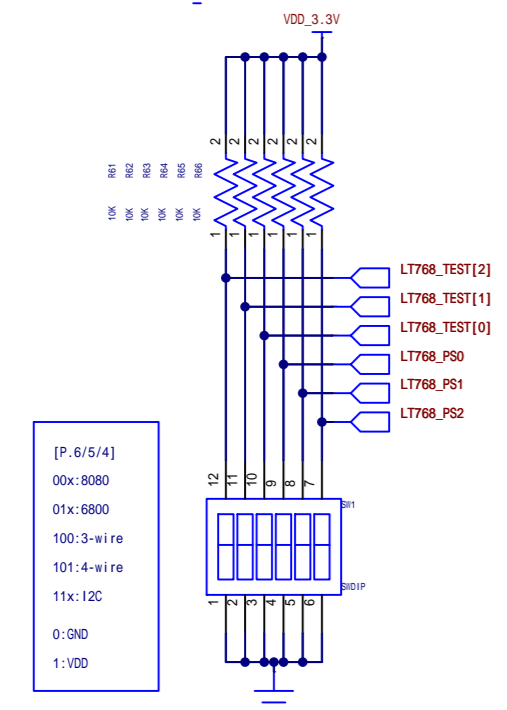 VDD_3.3V
2 2 2 2 2 2
R61 R62 R63 R64 R65 R66
10K 10K 10K 10K 10K 10K
1 1 1 1 1 1
LT768_TEST[2]
LT768_TEST[1]
LT768_TEST[0]
LT768_PS0
LT768_PS1
LT768_PS2
[P.6/5/4]
00x:8080
01x:6800
100:3-wire
101:4-wire
11x:I2C
0:GND
1:VDD
12 11 10 9 8 7
SW1
SWDIP
1 2 3 4 5 6